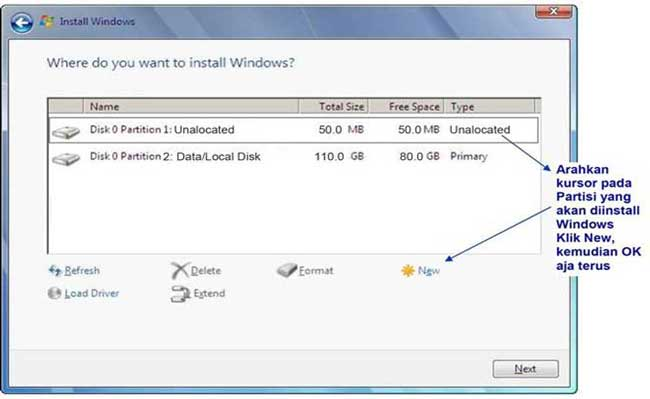 Install Windows
Where do you want to install Windows?
Name Total Size Free Space Type
Disk 0 Partition 1: Unalocated 50.0 MB 50.0 MB Unalocated
Disk 0 Partition 2: Data/Local Disk 110.0 GB 80.0 GB Primary
Arahkan
kursor pada
Partisi yang
akan diinstall
Windows
Klik New,
kemudian OK
aja terus
Refresh Delete Format New
Load Driver Extend
Next